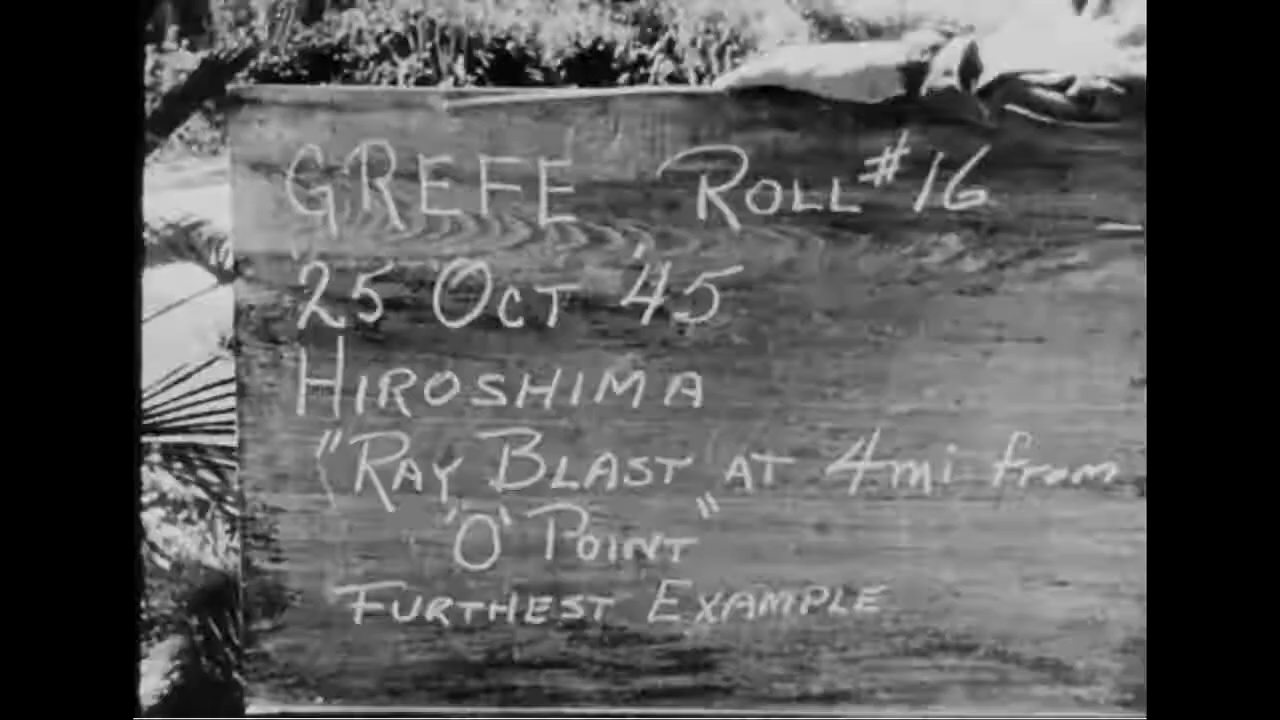 GREFE ROLL #16
25 OCT '45
HIROSHIMA
"RAY BLAST AT 4mi from
'O' POINT"
FURTHEST EXAMPLE